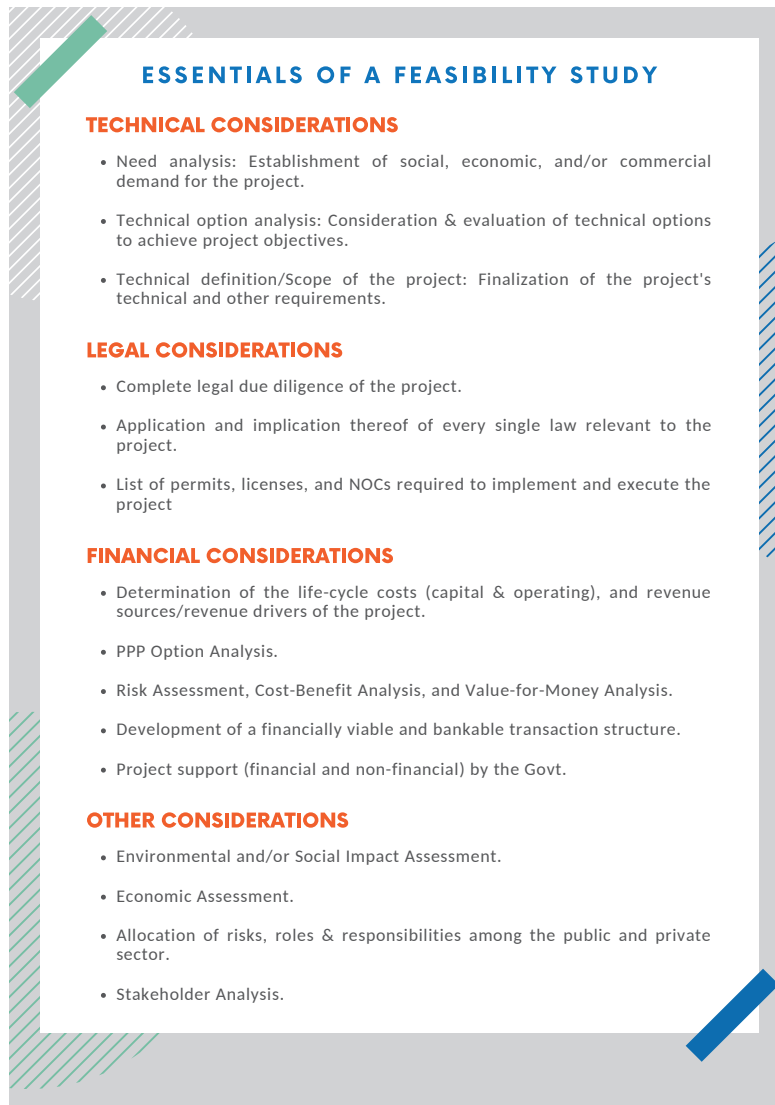 ESSENTIALS OF A FEASIBILITY STUDY
TECHNICAL CONSIDERATIONS
• Need analysis: Establishment of social, economic, and/or commercial
demand for the project.
• Technical option analysis: Consideration & evaluation of technical options
to achieve project objectives.
• Technical definition/Scope of the project: Finalization of the project's
technical and other requirements.
LEGAL CONSIDERATIONS
• Complete legal due diligence of the project.
• Application and implication thereof of every single law relevant to the
project.
• List of permits, licenses, and NOCs required to implement and execute the
project
FINANCIAL CONSIDERATIONS
• Determination of the life-cycle costs (capital & operating), and revenue
sources/revenue drivers of the project.
• PPP Option Analysis.
• Risk Assessment, Cost-Benefit Analysis, and Value-for-Money Analysis.
• Development of a financially viable and bankable transaction structure.
• Project support (financial and non-financial) by the Govt.
OTHER CONSIDERATIONS
• Environmental and/or Social Impact Assessment.
• Economic Assessment.
• Allocation of risks, roles & responsibilities among the public and private
sector.
• Stakeholder Analysis.